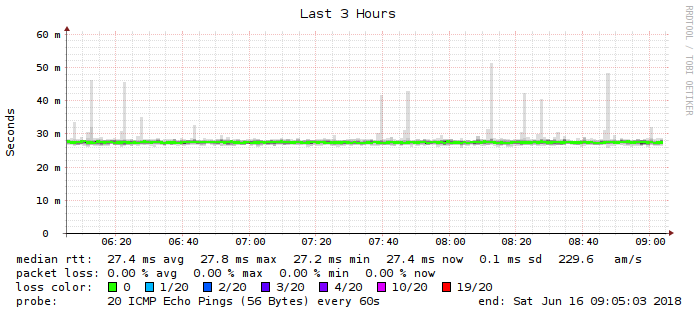 Last 3 Hours
RRDTOOL / TOBI OETIKER
Seconds
60 m
50 m
40 m
30 m
20 m
10 m
0
06:20 06:40 07:00 07:20 07:40 08:00 08:20 08:40 09:00
median rtt: 27.4 ms avg 27.8 ms max 27.2 ms min 27.4 ms now 0.1 ms sd 229.6 am/s
packet loss: 0.00 % avg 0.00 % max 0.00 % min 0.00 % now
loss color: 0 1/20 2/20 3/20 4/20 10/20 19/20
probe: 20 ICMP Echo Pings (56 Bytes) every 60s end: Sat Jun 16 09:05:03 2018